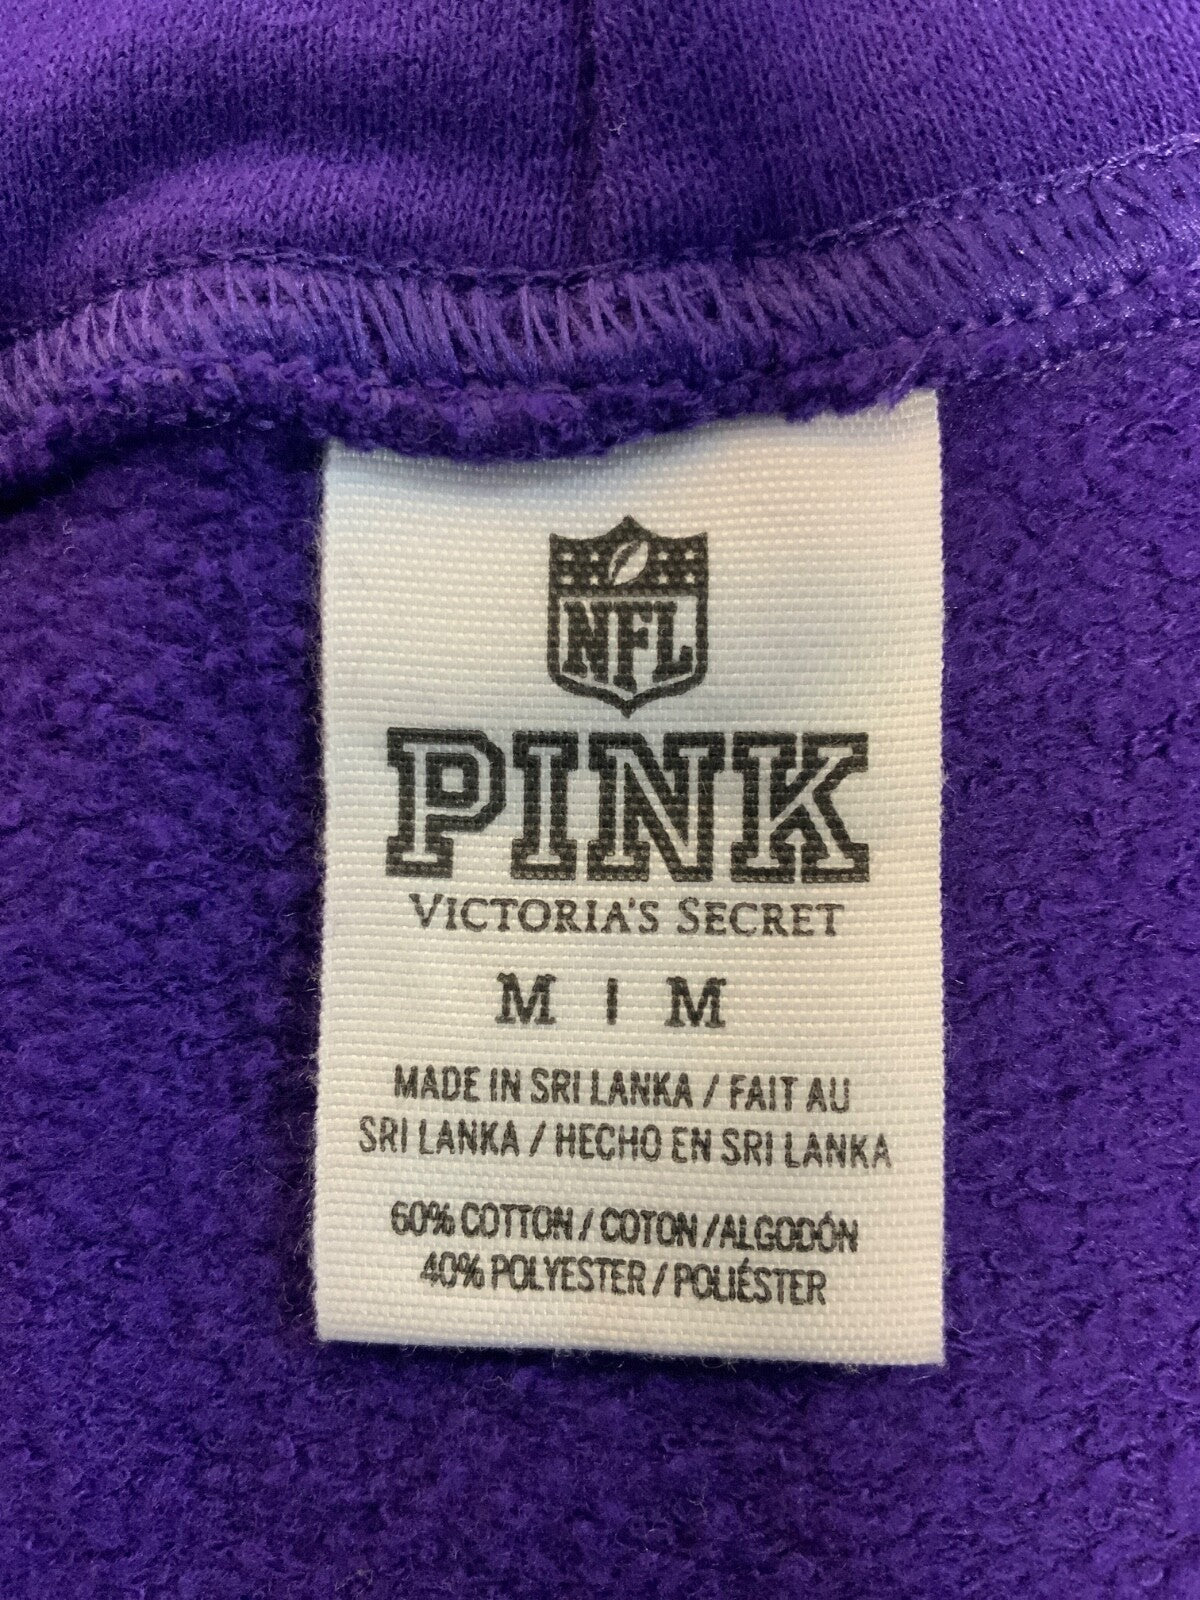 NFL
PINK
VICTORIA'S SECRET
M | M
MADE IN SRI LANKA / FAIT AU
SRI LANKA / HECHO EN SRI LANKA
60% COTTON / COTON /ALGODÓN
40% POLYESTER / POLIÉSTER